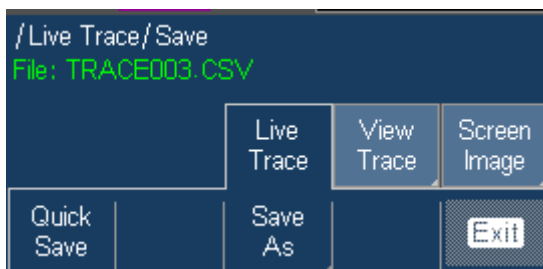 /Live Trace/Save
File: TRACE003.CSV
Live Trace
View Trace
Screen Image
Quick Save
Save As
Exit